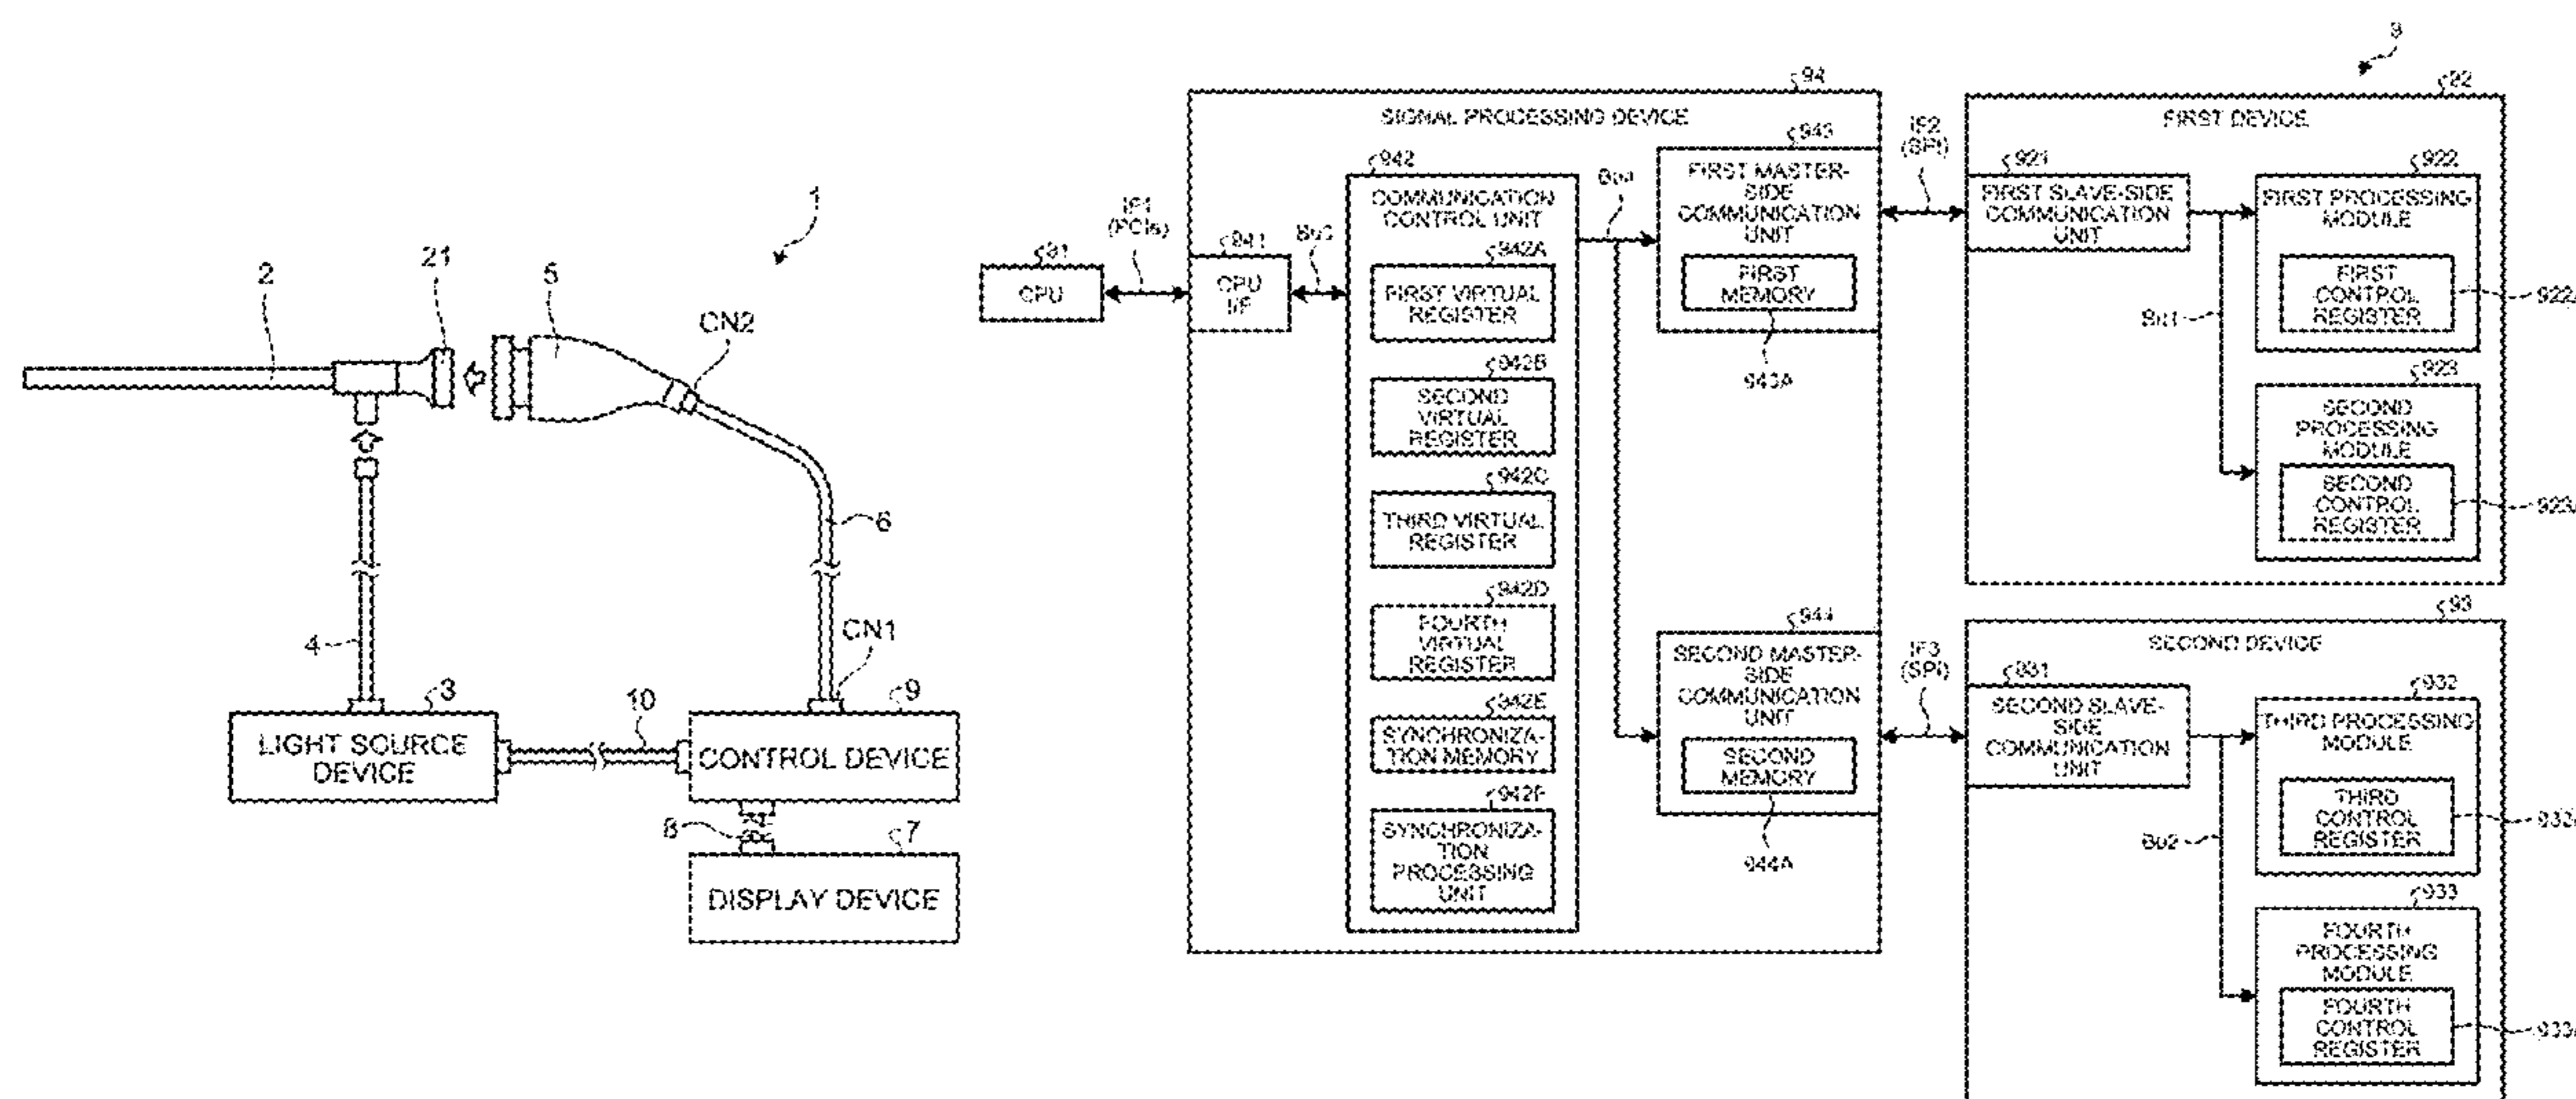 1
2
21
5
CN2
6
4
CN1
3
10
9
LIGHT SOURCE
DEVICE
CONTROL DEVICE
8
7
DISPLAY DEVICE
94
SIGNAL PROCESSING DEVICE
91
CPU
IF1
(PCIe)
941
CPU
I/F
Bu3
942
COMMUNICATION
CONTROL UNIT
942A
FIRST VIRTUAL
REGISTER
942B
SECOND
VIRTUAL
REGISTER
942C
THIRD VIRTUAL
REGISTER
942D
FOURTH
VIRTUAL
REGISTER
942E
SYNCHRONIZA-
TION MEMORY
942F
SYNCHRONIZA-
TION
PROCESSING
UNIT
943
FIRST MASTER-
SIDE
COMMUNICATION
UNIT
FIRST
MEMORY
943A
944
SECOND MASTER-
SIDE
COMMUNICATION
UNIT
SECOND
MEMORY
944A
IF2
(SPI)
IF3
(SPI)
92
FIRST DEVICE
921
FIRST SLAVE-SIDE
COMMUNICATION
UNIT
Bu1
922
FIRST PROCESSING
MODULE
FIRST
CONTROL
REGISTER
923
SECOND
PROCESSING
MODULE
SECOND
CONTROL
REGISTER
93
SECOND DEVICE
931
SECOND SLAVE-
SIDE
COMMUNICATION
UNIT
Bu2
932
THIRD PROCESSING
MODULE
THIRD
CONTROL
REGISTER
933
FOURTH
PROCESSING
MODULE
FOURTH
CONTROL
REGISTER